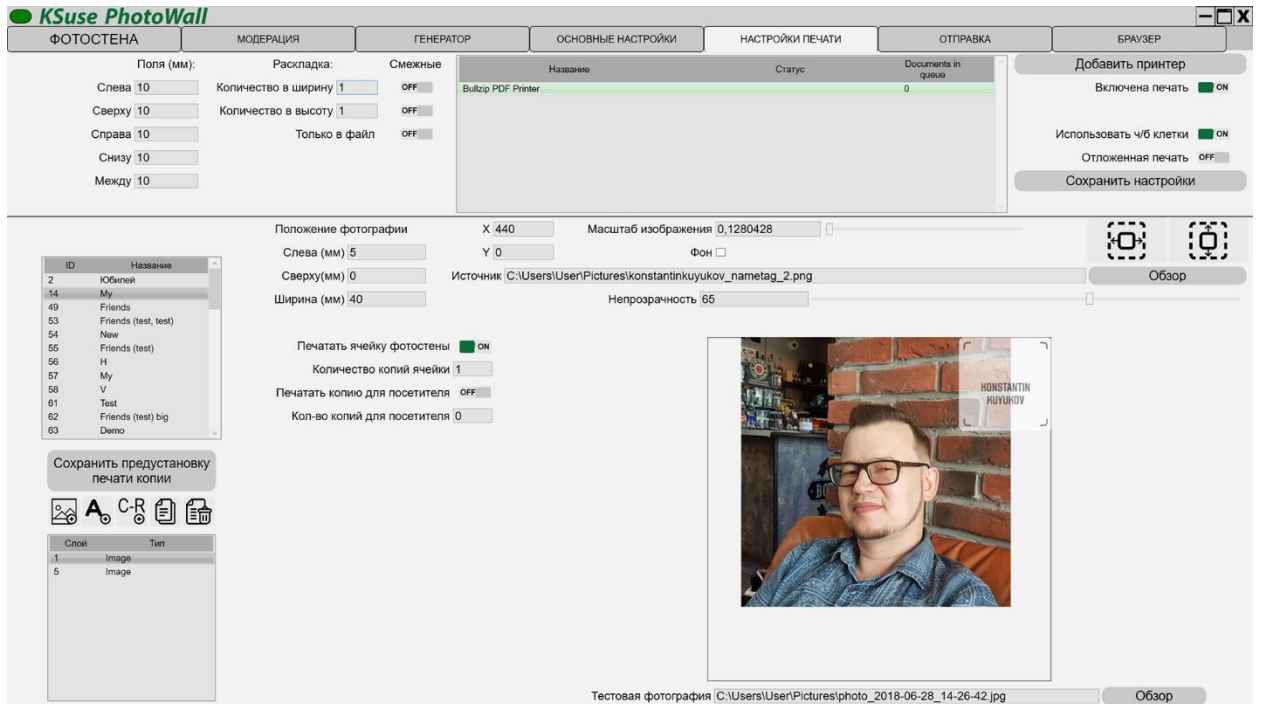 KSuse PhotoWall
X
ФОТОСТЕНА МОДЕРАЦИЯ ГЕНЕРАТОР ОСНОВНЫЕ НАСТРОЙКИ НАСТРОЙКИ ПЕЧАТИ ОТПРАВКА БРАУЗЕР
Поля (мм): Раскладка: Смежные
Слева 10 Количество в ширину 1 OFF
Сверху 10 Количество в высоту 1 OFF
Справа 10 Только в файл OFF
Снизу 10
Между 10
Название Статус Documents in queue
Bullzip PDF Printer 0
Добавить принтер
Включена печать ON
Использовать ч/б клетки ON
Отложенная печать OFF
Сохранить настройки
Положение фотографии X 440 Масштаб изображения 0,1280428
Слева (мм) 5 Y 0 Фон
Сверху(мм) 0 Источник C:\Users\User\Pictures\konstantinkuyukov_nametag_2.png Обзор
Ширина (мм) 40 Непрозрачность 65
ID Название
2 Юбилей
14 My
49 Friends
53 Friends (test, test)
54 New
55 Friends (test)
56 H
57 My
58 V
61 Test
62 Friends (test) big
63 Demo
Печатать ячейку фотостены ON
Количество копий ячейки 1
Печатать копию для посетителя OFF
Кол-во копий для посетителя 0
Сохранить предустановку
печати копии
A C-R
Слой Тип
1 Image
5 Image
KONSTANTIN
KUYUKOV
BO
Тестовая фотография C:\Users\User\Pictures\photo_2018-06-28_14-26-42.jpg Обзор